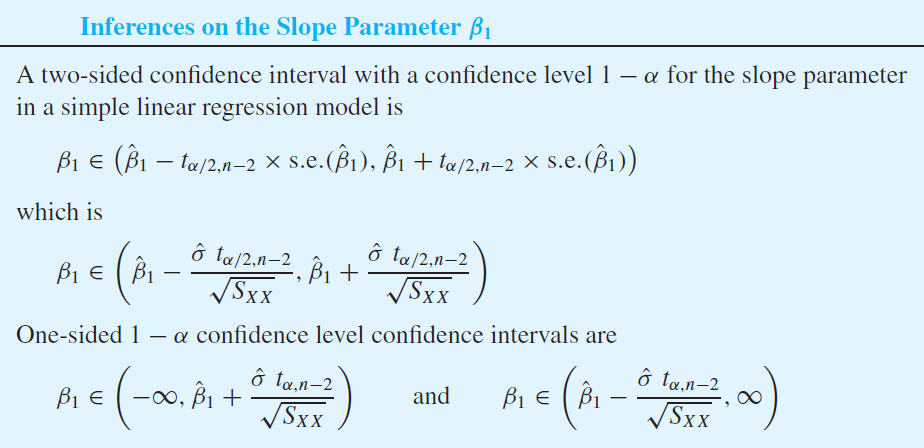 Inferences on the Slope Parameter β₁
A two-sided confidence interval with a confidence level 1 − α for the slope parameter
in a simple linear regression model is
β₁ ∈ (β̂₁ − t_{α/2,n−2} × s.e.(β̂₁), β̂₁ + t_{α/2,n−2} × s.e.(β̂₁))
which is
β₁ ∈ (β̂₁ − σ̂ t_{α/2,n−2} / √S_{XX}, β̂₁ + σ̂ t_{α/2,n−2} / √S_{XX})
One-sided 1 − α confidence level confidence intervals are
β₁ ∈ (−∞, β̂₁ + σ̂ t_{α,n−2} / √S_{XX}) and β₁ ∈ (β̂₁ − σ̂ t_{α,n−2} / √S_{XX}, ∞)